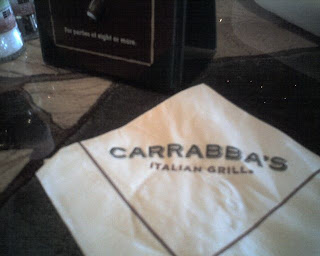 For parties of eight or more.
CARRABBA'S
ITALIAN GRILL